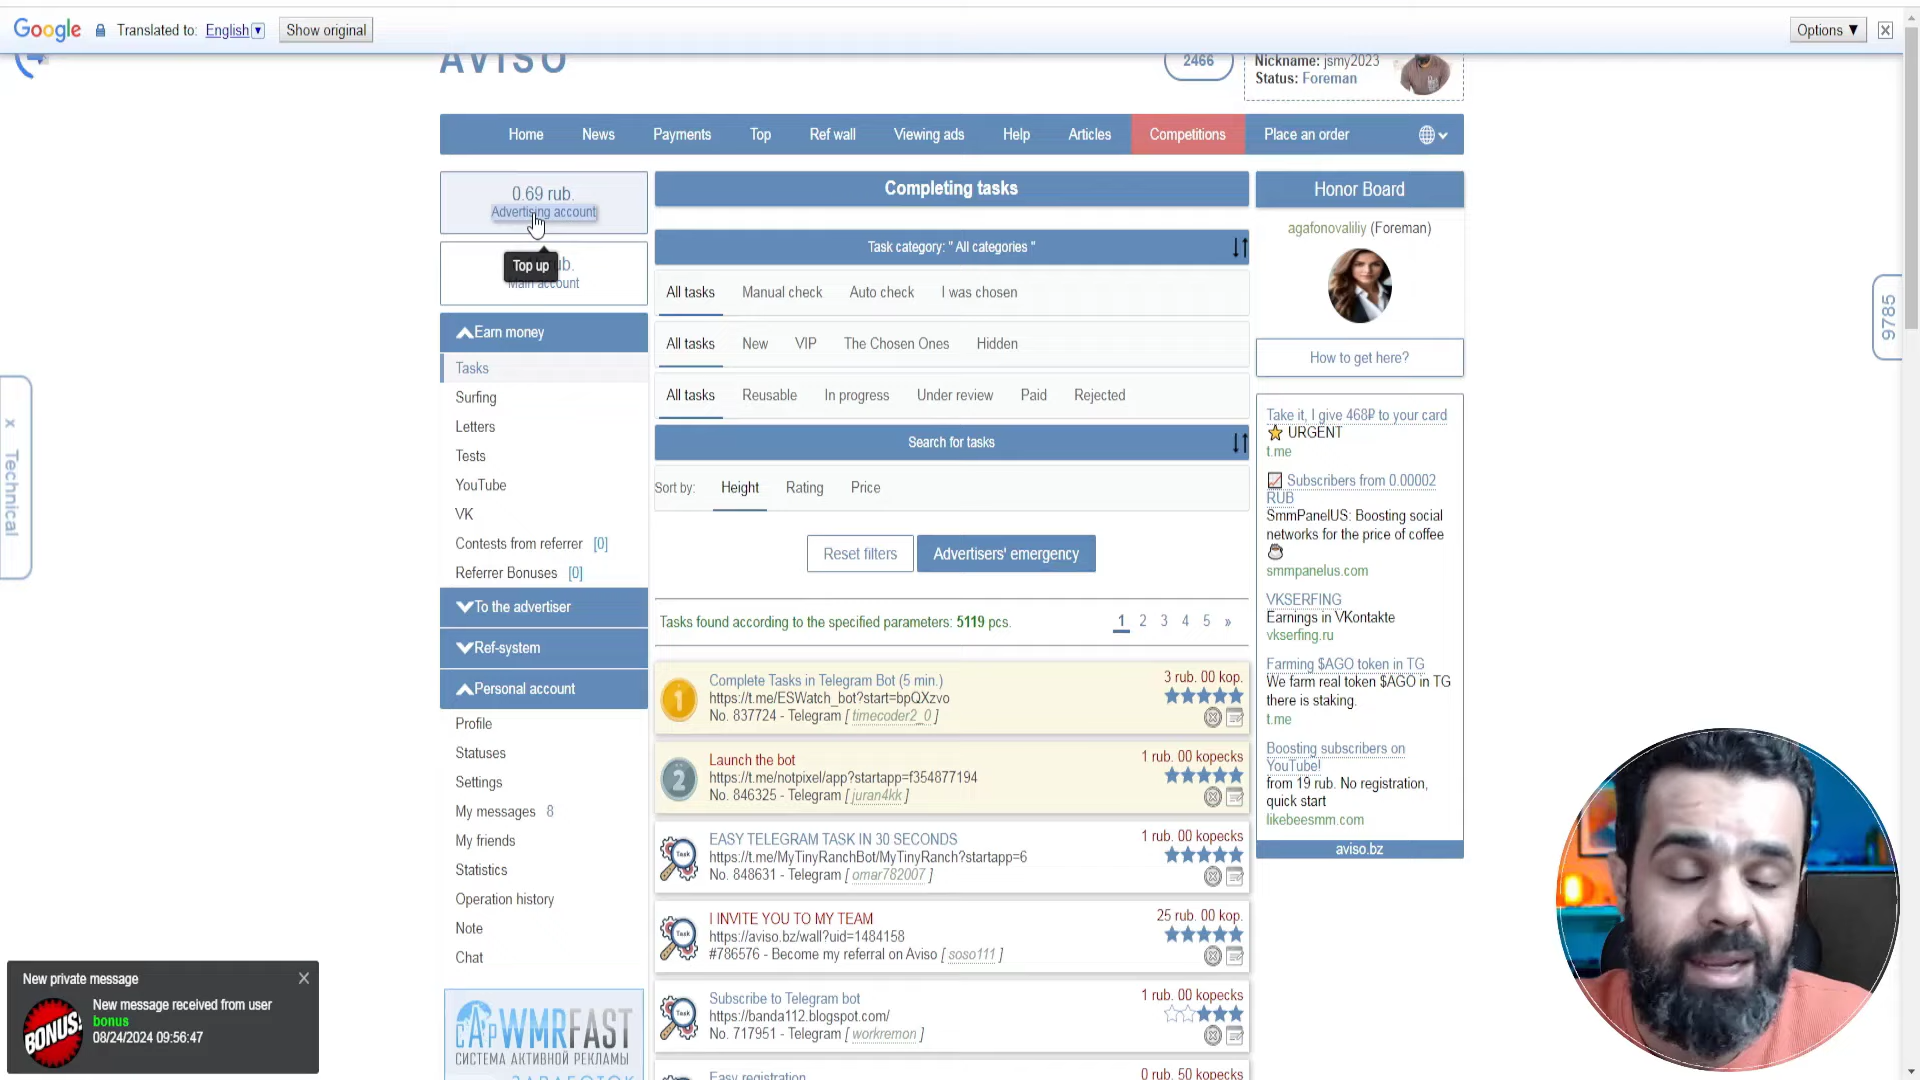 Google Translated to: English Show original Options ▼
AVISO
2466
Nickname: jsmy2023
Status: Foreman
Home News Payments Top Ref wall Viewing ads Help Articles Competitions Place an order
0.69 rub.
Advertising account
Top up
ub.
Main account
Earn money
Tasks
Surfing
Letters
Tests
YouTube
VK
Contests from referrer [0]
Referrer Bonuses [0]
To the advertiser
Ref-system
Personal account
Profile
Statuses
Settings
My messages 8
My friends
Statistics
Operation history
Note
Chat
cAp WMRFAST
СИСТЕМА АКТИВНОЙ РЕКЛАМЫ
ЗАРАБОТОК
Completing tasks
Task category: " All categories "
All tasks Manual check Auto check I was chosen
All tasks New VIP The Chosen Ones Hidden
All tasks Reusable In progress Under review Paid Rejected
Search for tasks
Sort by: Height Rating Price
Reset filters Advertisers' emergency
Tasks found according to the specified parameters: 5119 pcs.
1 2 3 4 5 »
1
Complete Tasks in Telegram Bot (5 min.)
https://t.me/ESWatch_bot?start=bpQXzvo
No. 837724 - Telegram [ timecoder2_0 ]
3 rub. 00 kop.
2
Launch the bot
https://t.me/notpixel/app?startapp=f354877194
No. 846325 - Telegram [ juran4kk ]
1 rub. 00 kopecks
Task
EASY TELEGRAM TASK IN 30 SECONDS
https://t.me/MyTinyRanchBot/MyTinyRanch?startapp=6
No. 848631 - Telegram [ omar782007 ]
1 rub. 00 kopecks
Task
I INVITE YOU TO MY TEAM
https://aviso.bz/wall?uid=1484158
#786576 - Become my referral on Aviso [ soso111 ]
25 rub. 00 kop.
Task
Subscribe to Telegram bot
https://banda112.blogspot.com/
No. 717951 - Telegram [ workremon ]
1 rub. 00 kopecks
Easy registration
0 rub. 50 kopecks
Honor Board
agafonovaliliy (Foreman)
How to get here?
Take it, I give 468₽ to your card
URGENT
t.me
Subscribers from 0.00002
RUB
SmmPanelUS: Boosting social
networks for the price of coffee
smmpanelus.com
VKSERFING
Earnings in VKontakte
vkserfing.ru
Farming $AGO token in TG
We farm real token $AGO in TG
there is staking.
t.me
Boosting subscribers on
YouTube!
from 19 rub. No registration,
quick start
likebeesmm.com
aviso.bz
9785
x Technical
New private message
New message received from user
bonus
08/24/2024 09:56:47
BONUS!